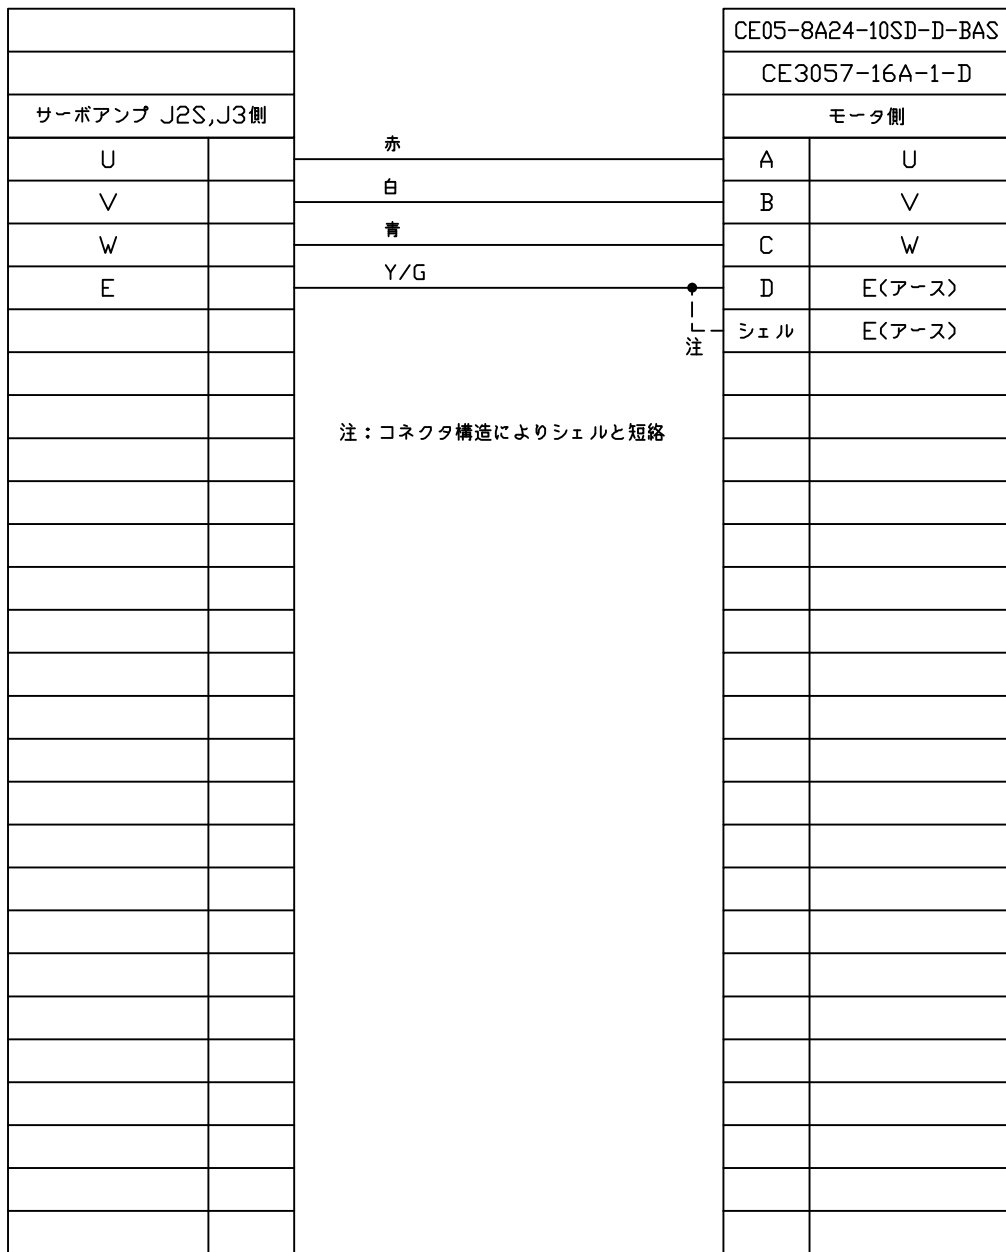 CE05-8A24-10SD-D-BAS
CE3057-16A-1-D
サーボアンプ J2S,J3側 モータ側
U 赤 A U
V 白 B V
W 青 C W
E Y/G D E(アース)
シェル E(アース)
注
注：コネクタ構造によりシェルと短絡